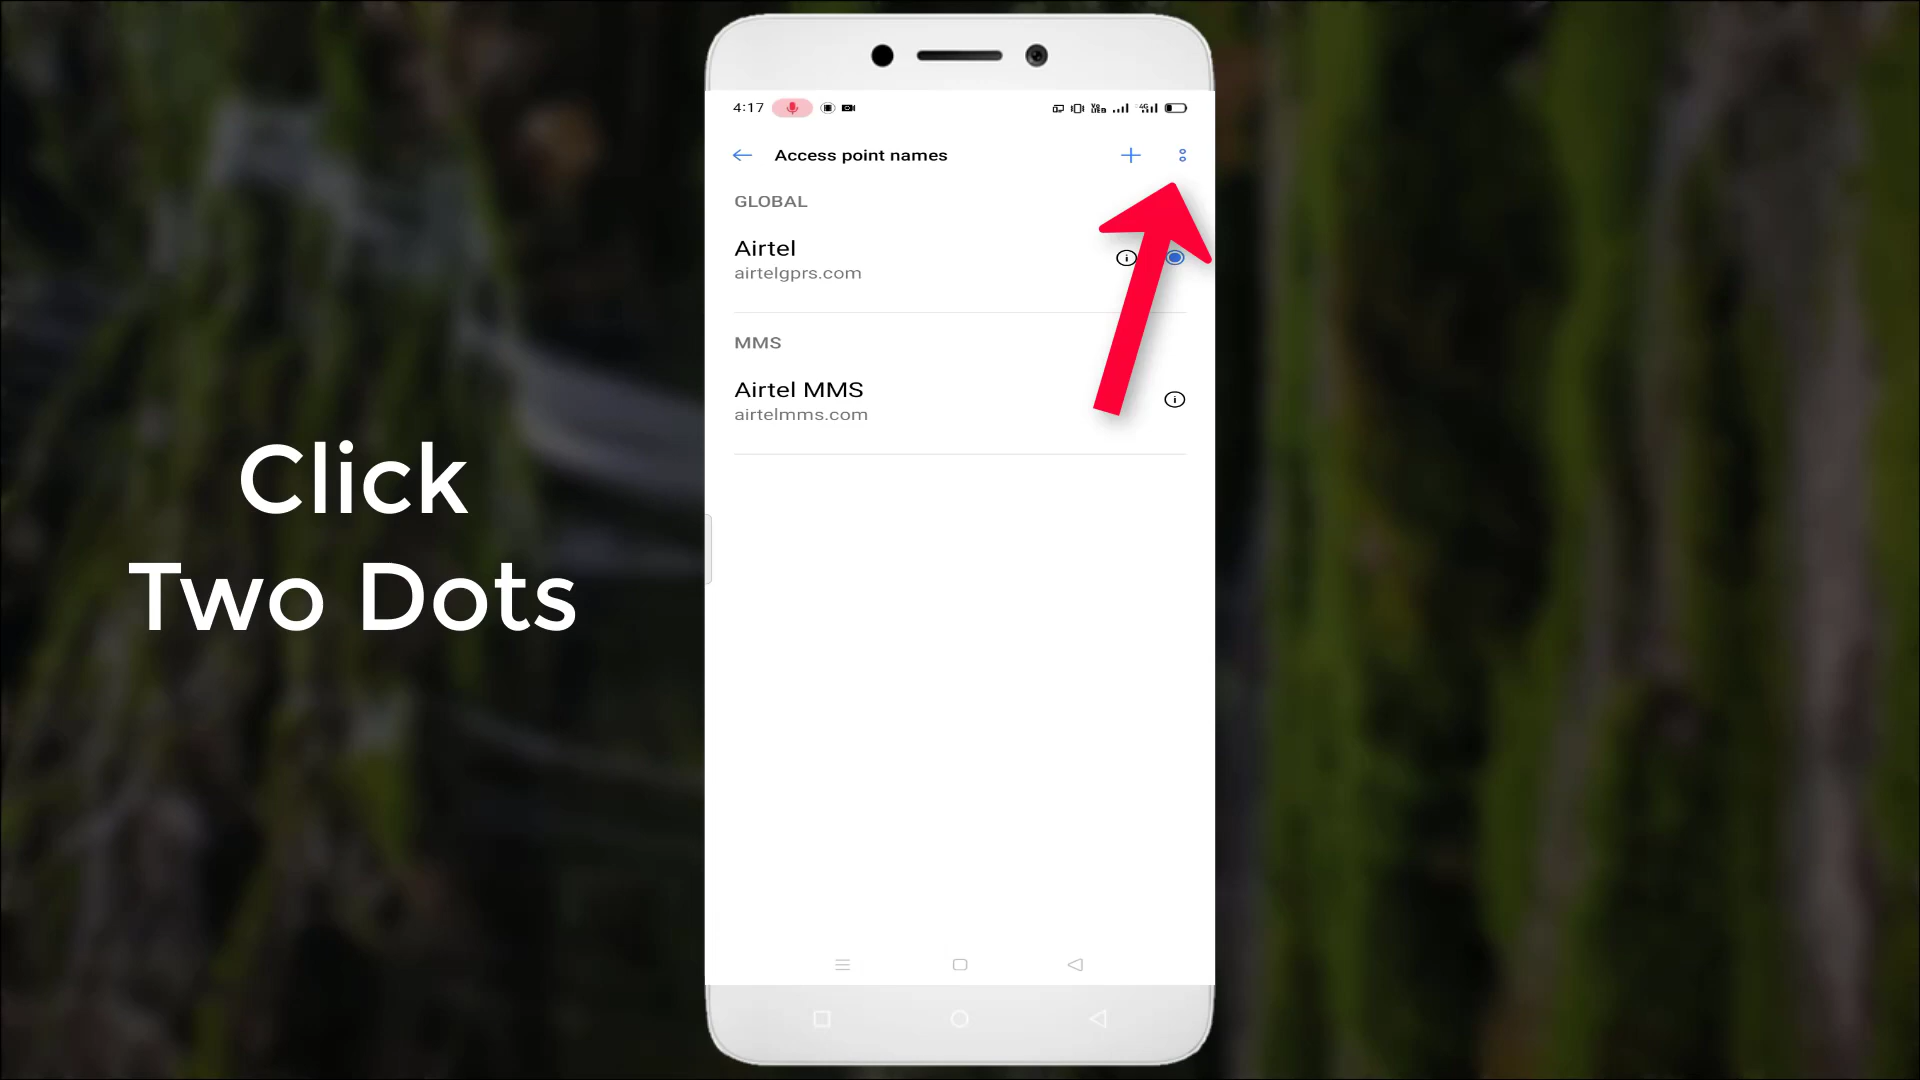 4:17
Access point names
GLOBAL
Airtel
airtelgprs.com
MMS
Airtel MMS
airtelmms.com
Click
Two Dots